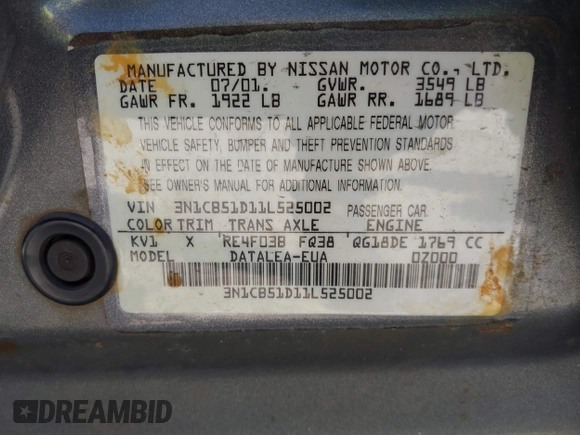 MANUFACTURED BY NISSAN MOTOR CO., LTD.
DATE 07/01. GVWR. 3549 LB
GAWR FR. 1922 LB GAWR RR. 1689 LB
THIS VEHICLE CONFORMS TO ALL APPLICABLE FEDERAL MOTOR
VEHICLE SAFETY, BUMPER AND THEFT PREVENTION STANDARDS
IN EFFECT ON THE DATE OF MANUFACTURE SHOWN ABOVE.
SEE OWNER'S MANUAL FOR ADDITIONAL INFORMATION.
VIN 3N1CB51D11L525002 PASSENGER CAR
COLOR TRIM TRANS AXLE ENGINE
KV1 X RE4F03B FQ38 QG18DE 1769 CC
MODEL DATALEA-EUA 0Z000
3N1CB51D11L525002
DREAMBID